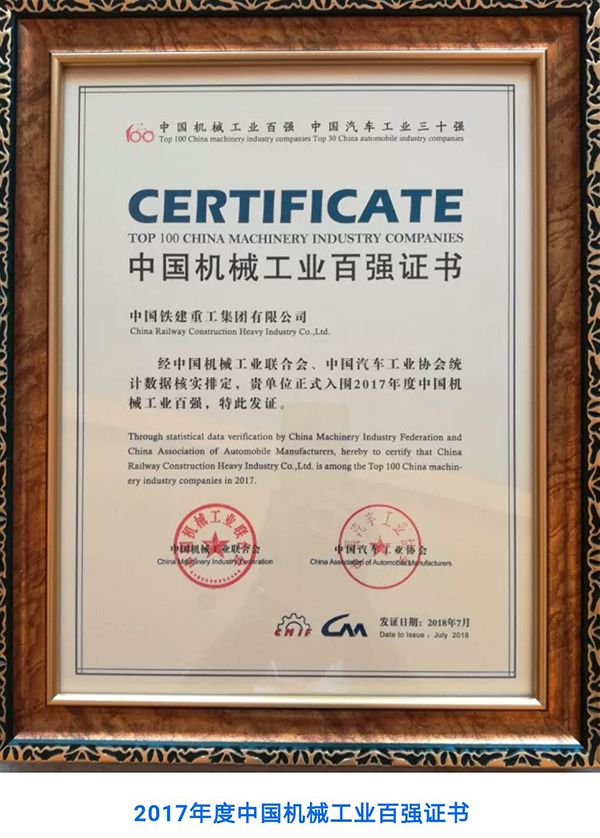 100 中国机械工业百强 中国汽车工业三十强
Top 100 China machinery industry companies Top 30 China automobile industry companies
CERTIFICATE
TOP 100 CHINA MACHINERY INDUSTRY COMPANIES
中国机械工业百强证书
中国铁建重工集团有限公司
China Railway Construction Heavy Industry Co.,Ltd.
经中国机械工业联合会、中国汽车工业协会统
计数据核实排定，贵单位正式入围2017年度中国机
械工业百强，特此发证。
Through statistical data verification by China Machinery Industry Federation and
China Association of Automobile Manufacturers, hereby to certify that China
Railway Construction Heavy Industry Co.,Ltd. is among the Top 100 China machin-
ery industry companies in 2017.
中国机械工业联合会 中国汽车工业协会
China Machinery Industry Federation China Association of Automobile Manufacturers
CMIF CAM 发证日期：2018年7月
Date to Issue：July 2018
2017年度中国机械工业百强证书